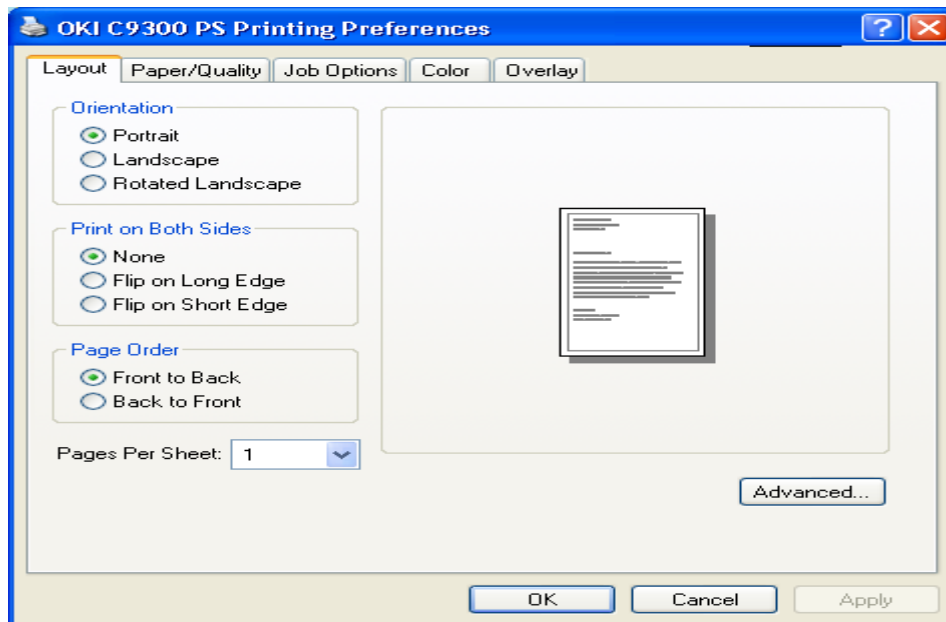 OKI C9300 PS Printing Preferences
?
Layout Paper/Quality Job Options Color Overlay
Orientation
Portrait
Landscape
Rotated Landscape
Print on Both Sides
None
Flip on Long Edge
Flip on Short Edge
Page Order
Front to Back
Back to Front
Pages Per Sheet: 1
Advanced...
OK Cancel Apply